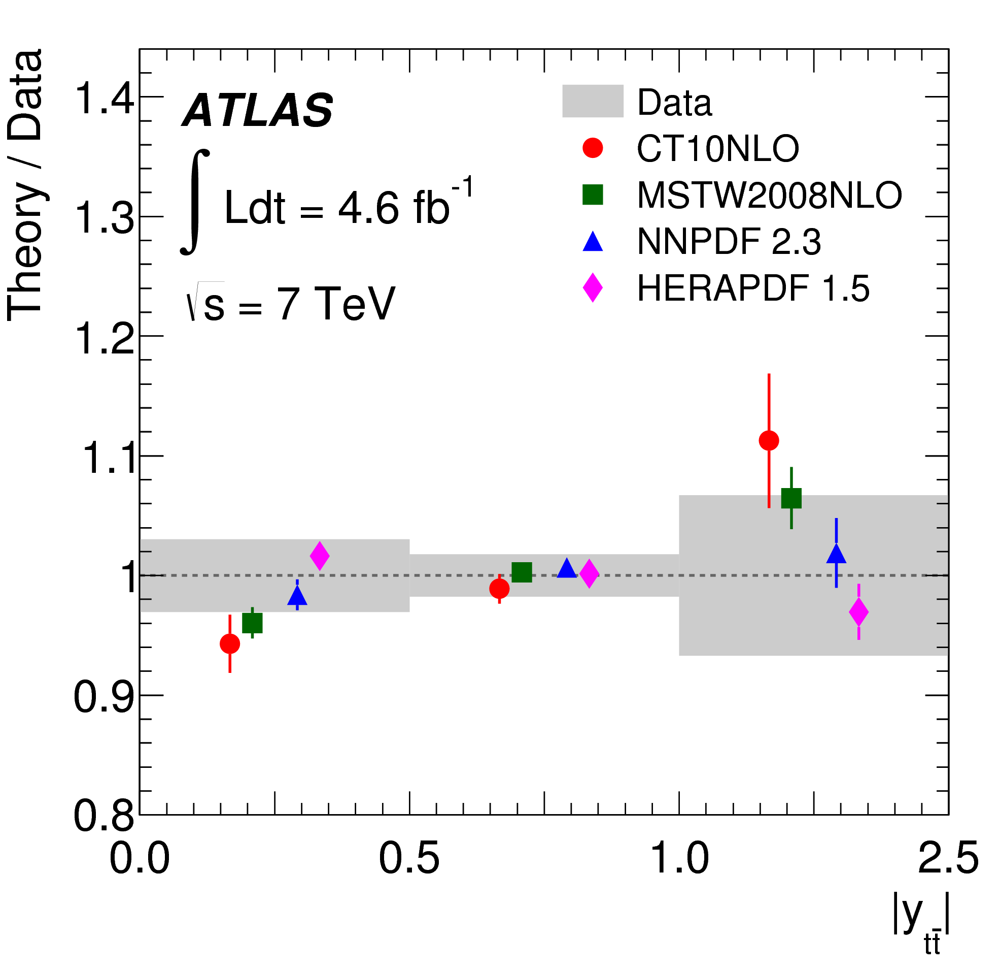 Theory / Data
1.4
1.3
1.2
1.1
1
0.9
0.8
ATLAS
∫ Ldt = 4.6 fb⁻¹
√s = 7 TeV
Data
CT10NLO
MSTW2008NLO
NNPDF 2.3
HERAPDF 1.5
0.0 0.5 1.0 2.5
|y_tt̄|